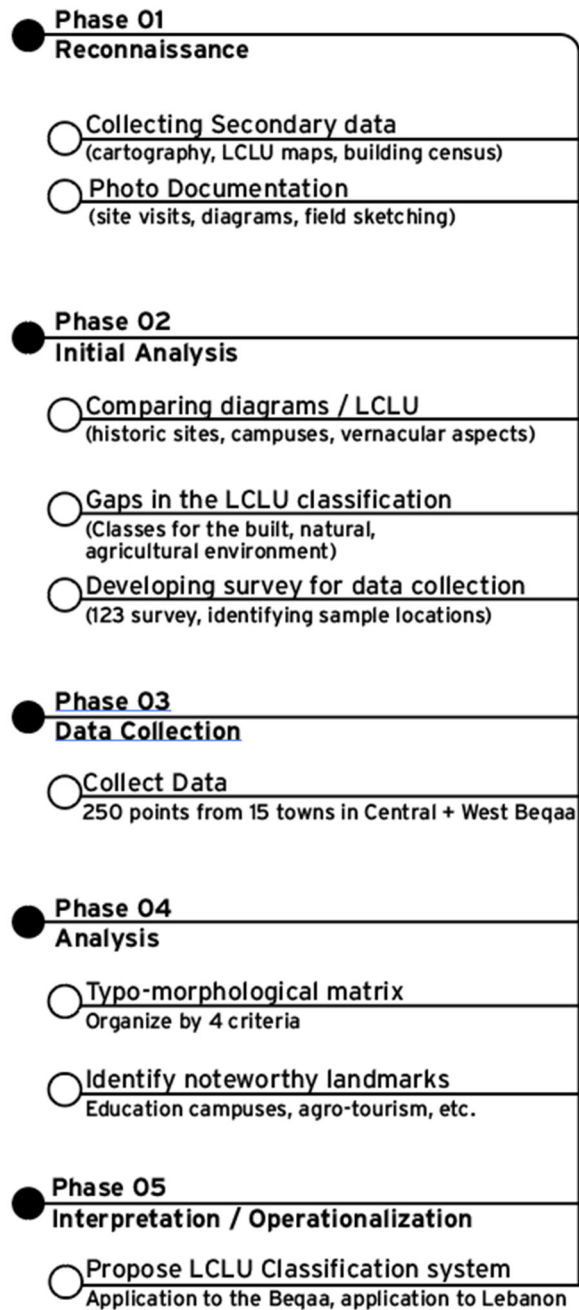 Phase 01
Reconnaissance
Collecting Secondary data
(cartography, LCLU maps, building census)
Photo Documentation
(site visits, diagrams, field sketching)
Phase 02
Initial Analysis
Comparing diagrams / LCLU
(historic sites, campuses, vernacular aspects)
Gaps in the LCLU classification
(Classes for the built, natural,
agricultural environment)
Developing survey for data collection
(123 survey, identifying sample locations)
Phase 03
Data Collection
Collect Data
250 points from 15 towns in Central + West Beqaa
Phase 04
Analysis
Typo-morphological matrix
Organize by 4 criteria
Identify noteworthy landmarks
Education campuses, agro-tourism, etc.
Phase 05
Interpretation / Operationalization
Propose LCLU Classification system
Application to the Beqaa, application to Lebanon